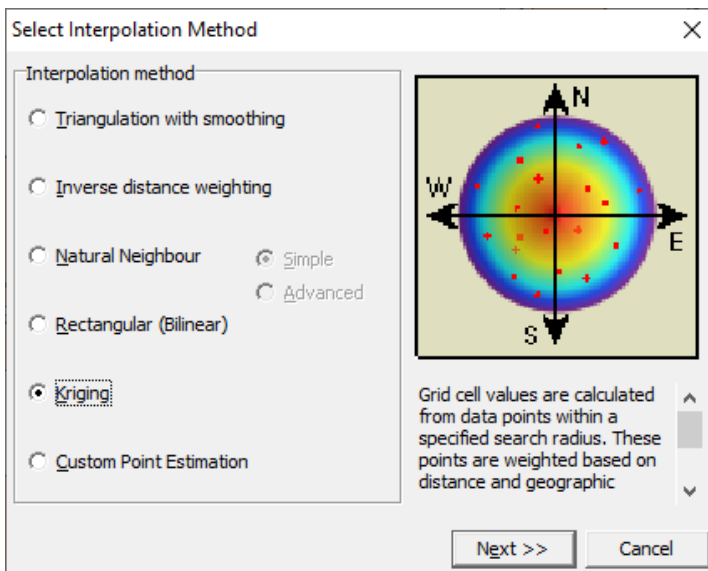 Select Interpolation Method
Interpolation method
Triangulation with smoothing
Inverse distance weighting
Natural Neighbour
Simple
Advanced
Rectangular (Bilinear)
Kriging
Custom Point Estimation
N
W
E
S
Grid cell values are calculated
from data points within a
specified search radius. These
points are weighted based on
distance and geographic
Next >>
Cancel